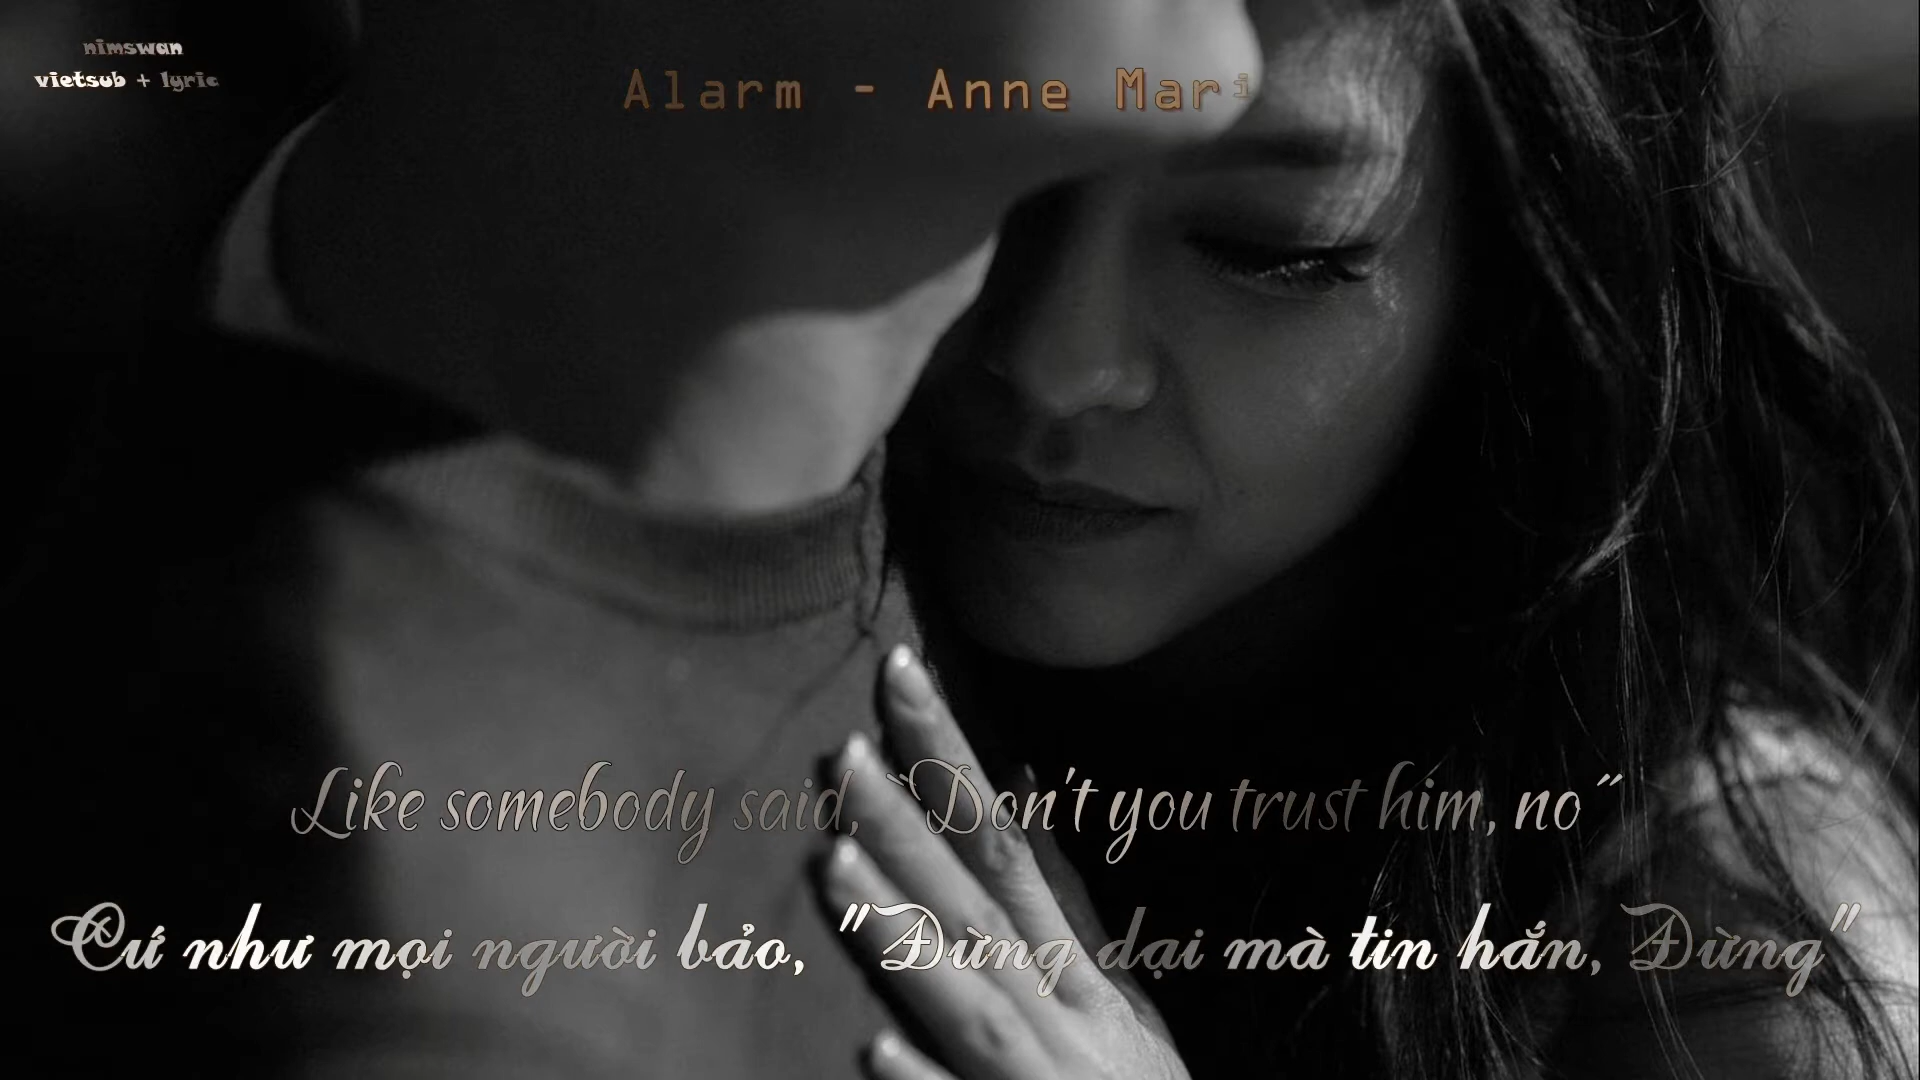 nimswan
vietsub + lyric
Alarm - Anne Mari
Like somebody said, “Don't you trust him, no”
Cứ như mọi người bảo, "Đừng dại mà tin hắn, Đừng"